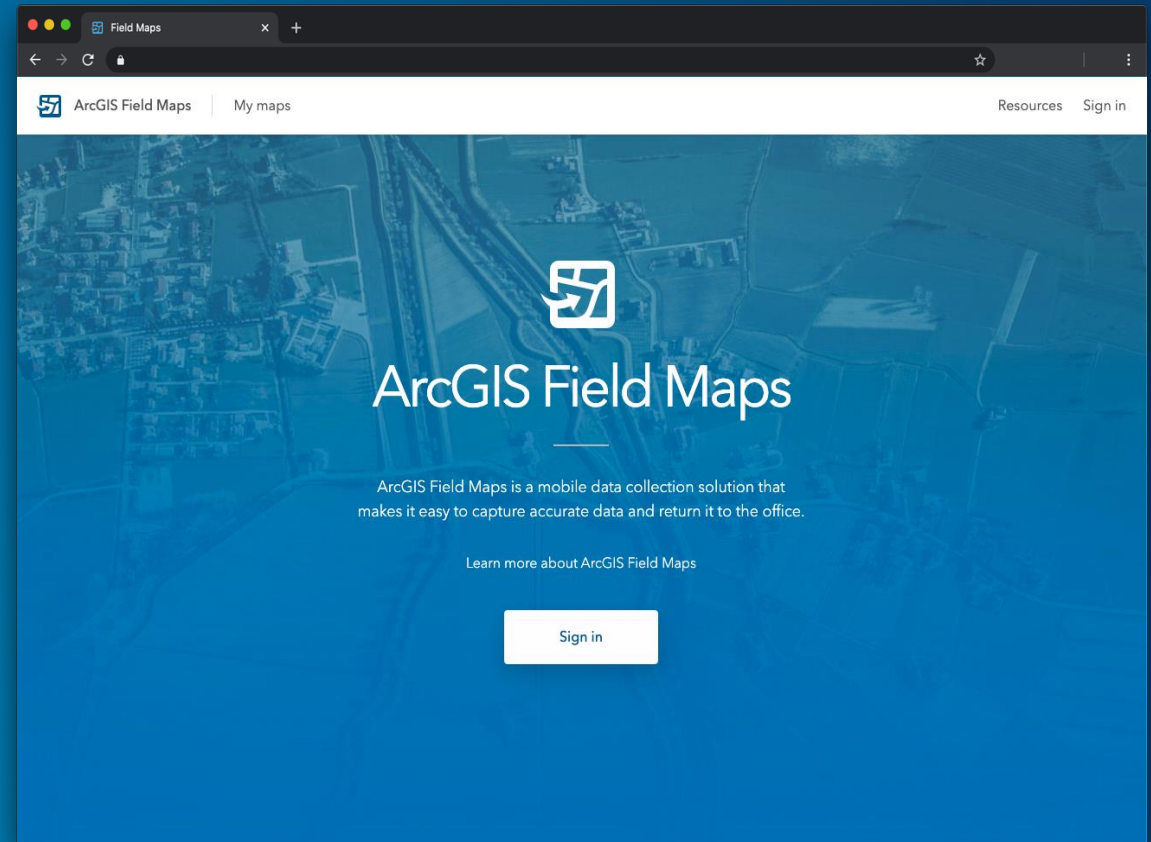 Field Maps
ArcGIS Field Maps
My maps
Resources
Sign in
ArcGIS Field Maps
ArcGIS Field Maps is a mobile data collection solution that
makes it easy to capture accurate data and return it to the office.
Learn more about ArcGIS Field Maps
Sign in